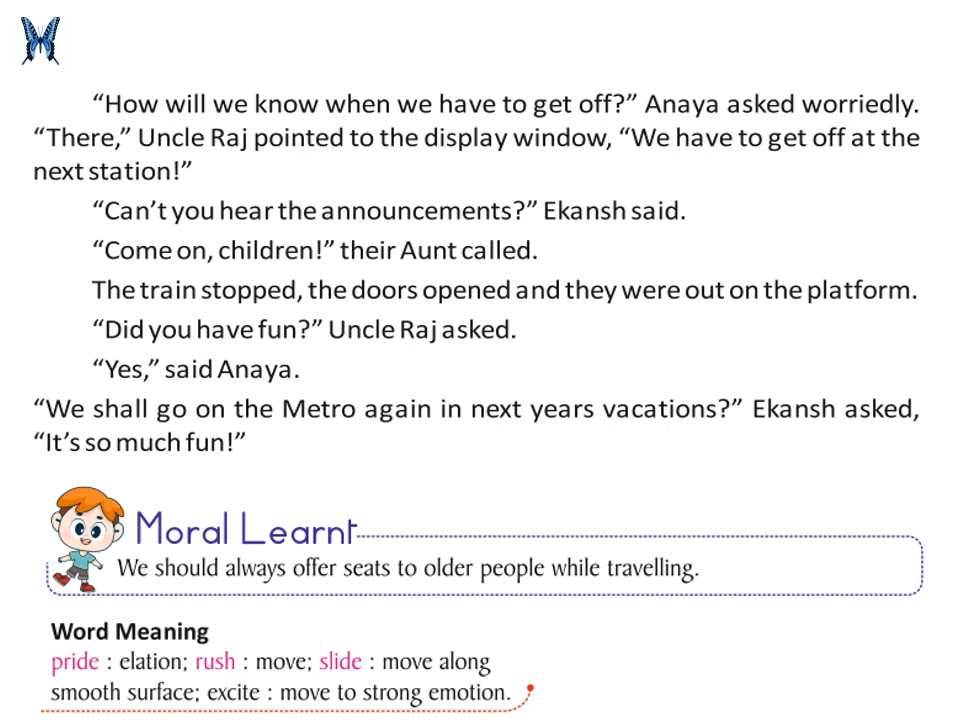 “How will we know when we have to get off?” Anaya asked worriedly.
“There,” Uncle Raj pointed to the display window, “We have to get off at the
next station!”
“Can’t you hear the announcements?” Ekansh said.
“Come on, children!” their Aunt called.
The train stopped, the doors opened and they were out on the platform.
“Did you have fun?” Uncle Raj asked.
“Yes,” said Anaya.
“We shall go on the Metro again in next years vacations?” Ekansh asked,
“It’s so much fun!”
Moral Learnt
We should always offer seats to older people while travelling.
Word Meaning
pride : elation; rush : move; slide : move along
smooth surface; excite : move to strong emotion.